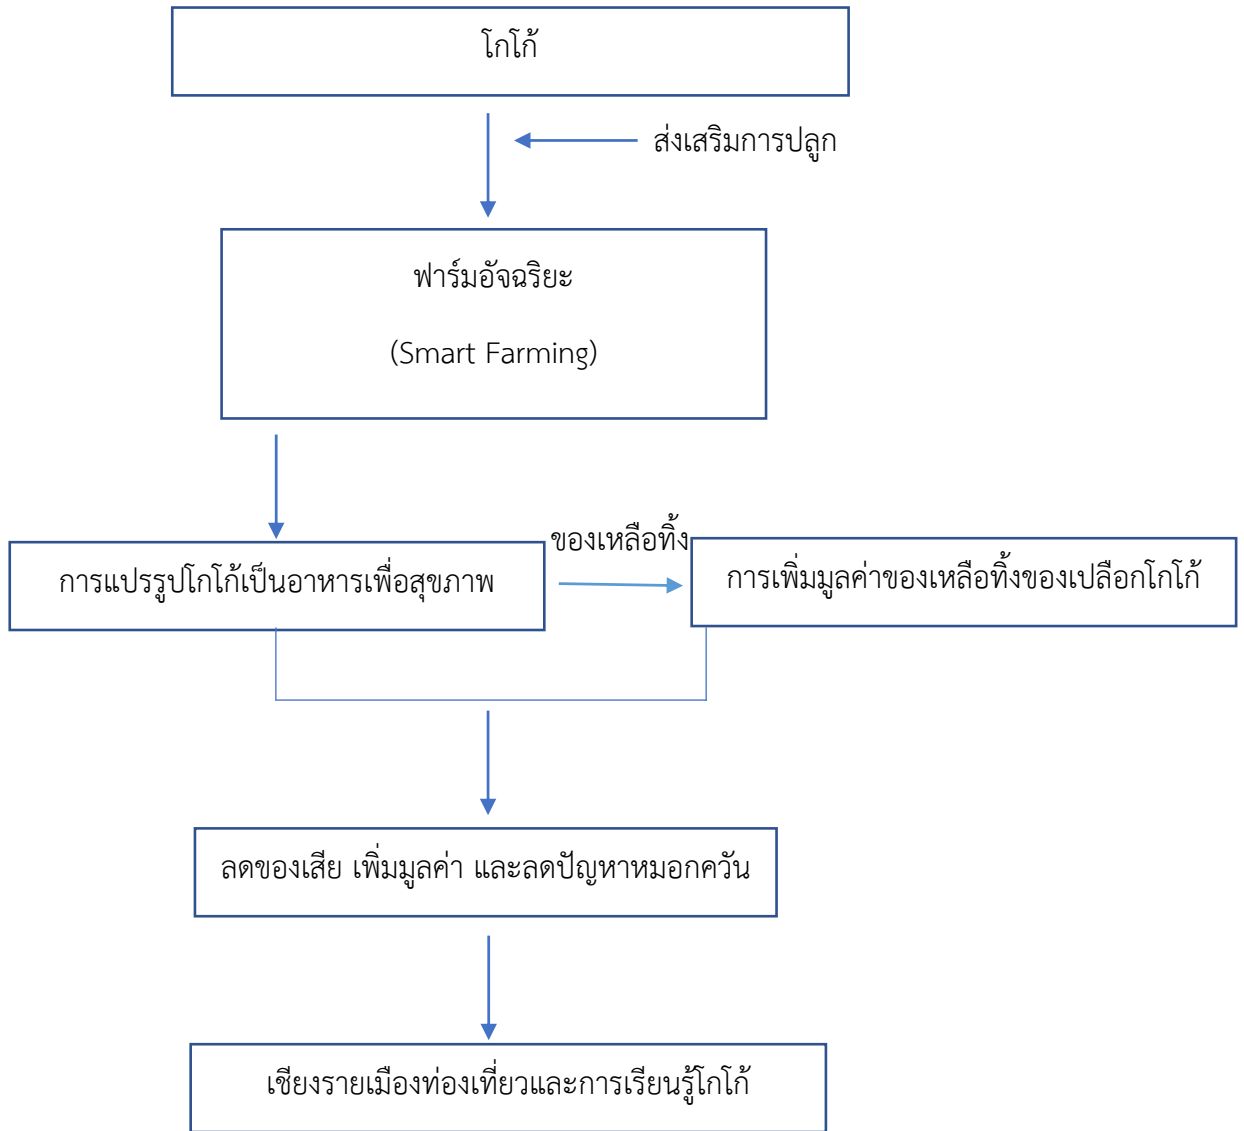 โกโก้
ส่งเสริมการปลูก
ฟาร์มอัจฉริยะ
(Smart Farming)
ของเหลือทิ้ง
การแปรรูปโกโก้เป็นอาหารเพื่อสุขภาพ
การเพิ่มมูลค่าของเหลือทิ้งของเปลือกโกโก้
ลดของเสีย เพิ่มมูลค่า และลดปัญหาหมอกควัน
เชียงรายเมืองท่องเที่ยวและการเรียนรู้โกโก้